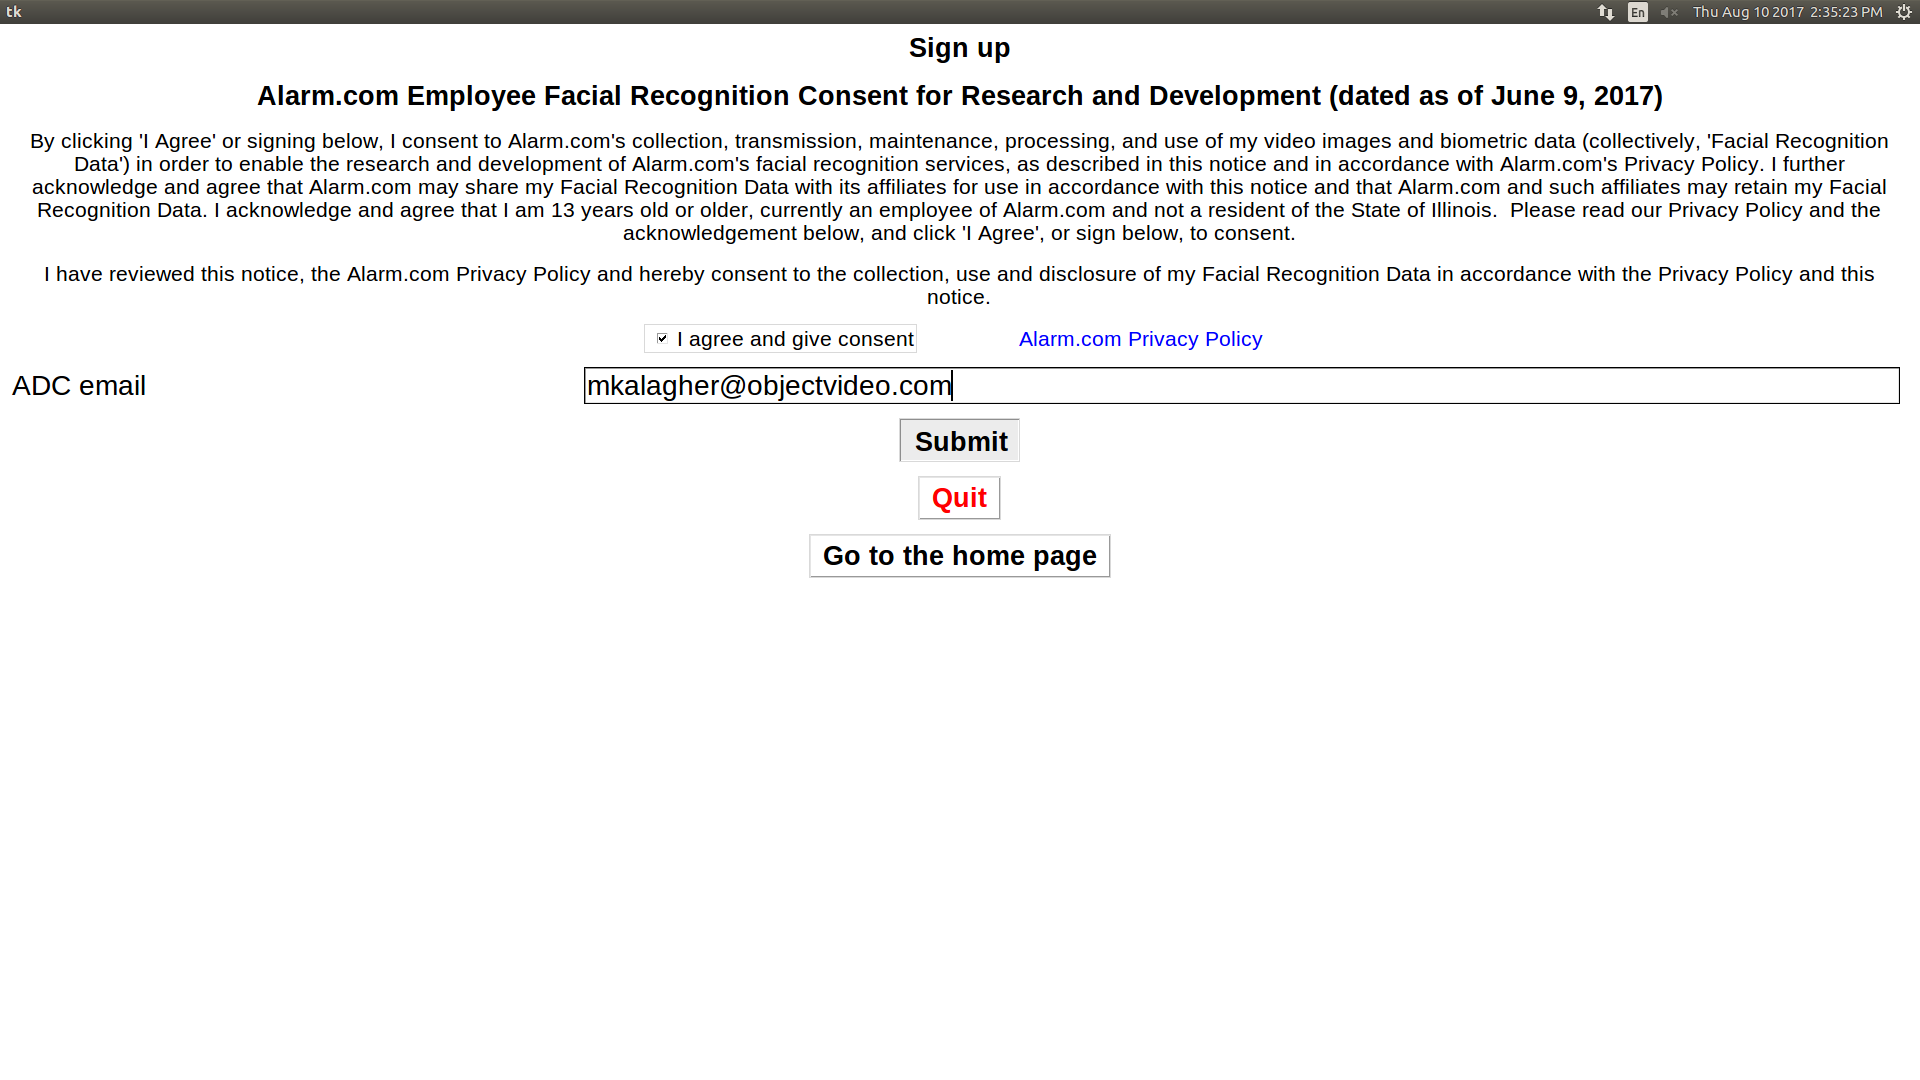 tk
En
Thu Aug 10 2017 2:35:23 PM
Sign up
Alarm.com Employee Facial Recognition Consent for Research and Development (dated as of June 9, 2017)
By clicking 'I Agree' or signing below, I consent to Alarm.com's collection, transmission, maintenance, processing, and use of my video images and biometric data (collectively, 'Facial Recognition
Data') in order to enable the research and development of Alarm.com's facial recognition services, as described in this notice and in accordance with Alarm.com's Privacy Policy. I further
acknowledge and agree that Alarm.com may share my Facial Recognition Data with its affiliates for use in accordance with this notice and that Alarm.com and such affiliates may retain my Facial
Recognition Data. I acknowledge and agree that I am 13 years old or older, currently an employee of Alarm.com and not a resident of the State of Illinois.  Please read our Privacy Policy and the
acknowledgement below, and click 'I Agree', or sign below, to consent.
I have reviewed this notice, the Alarm.com Privacy Policy and hereby consent to the collection, use and disclosure of my Facial Recognition Data in accordance with the Privacy Policy and this
notice.
I agree and give consent
Alarm.com Privacy Policy
ADC email
mkalagher@objectvideo.com
Submit
Quit
Go to the home page